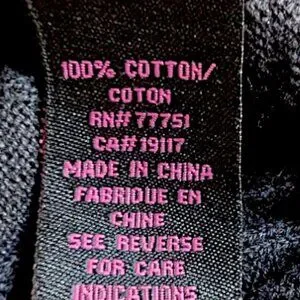 100% COTTON/
COTON
RN# 77751
CA# 19117
MADE IN CHINA
FABRIQUE EN
CHINE
SEE REVERSE
FOR CARE
INDICATIONS